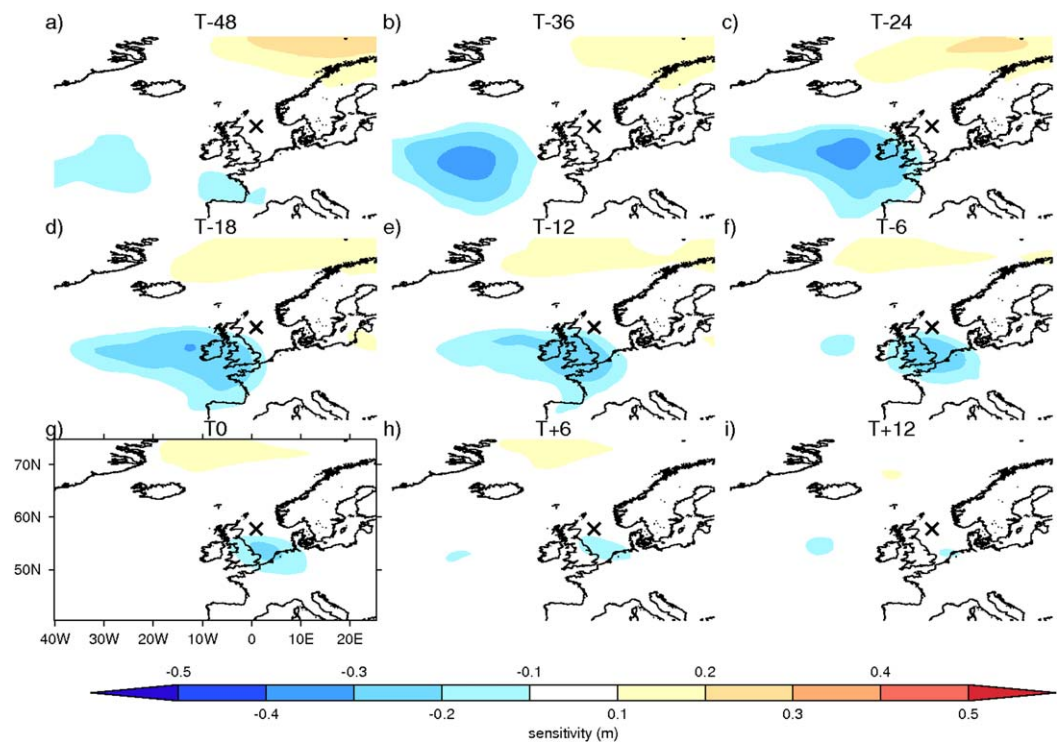 a) T-48 b) T-36 c) T-24
d) T-18 e) T-12 f) T-6
g) T0 h) T+6 i) T+12
70N
60N
50N
40W 30W 20W 10W 0 10E 20E
-0.5 -0.3 -0.1 0.2 0.4
-0.4 -0.2 0.1 0.3 0.5
sensitivity (m)